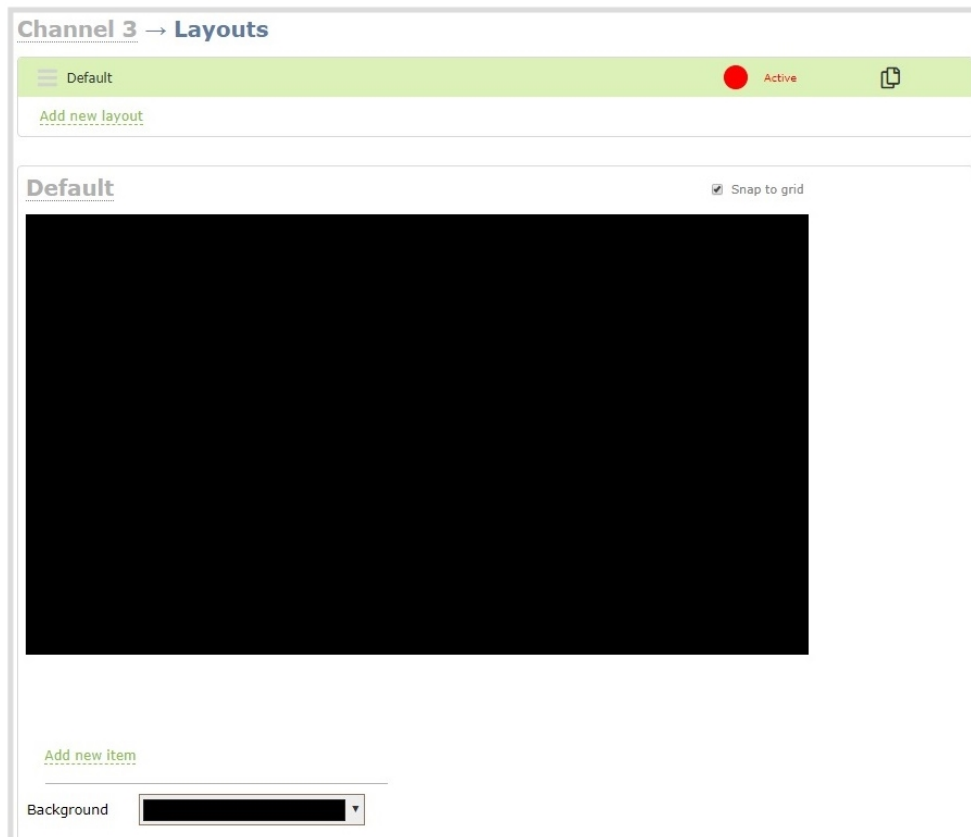 Channel 3 → Layouts
Default Active
Add new layout
Default Snap to grid
Add new item
Background